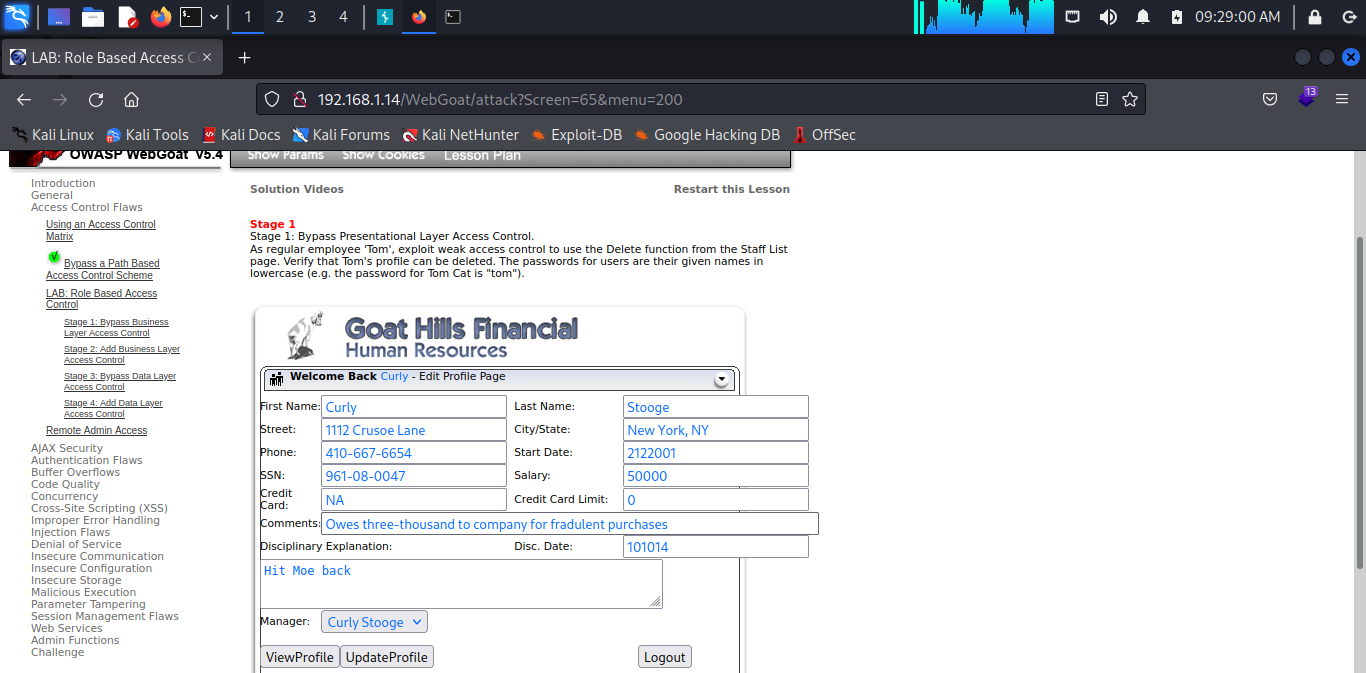 1 2 3 4 09:29:00 AM
LAB: Role Based Access C
192.168.1.14/WebGoat/attack?Screen=65&menu=200
13
Kali Linux Kali Tools Kali Docs Kali Forums Kali NetHunter Exploit-DB Google Hacking DB OffSec
OWASP WebGoat V5.4 Show Params Show Cookies Lesson Plan
Introduction
General
Access Control Flaws
Using an Access Control
Matrix
Bypass a Path Based
Access Control Scheme
LAB: Role Based Access
Control
Stage 1: Bypass Business
Layer Access Control
Stage 2: Add Business Layer
Access Control
Stage 3: Bypass Data Layer
Access Control
Stage 4: Add Data Layer
Access Control
Remote Admin Access
AJAX Security
Authentication Flaws
Buffer Overflows
Code Quality
Concurrency
Cross-Site Scripting (XSS)
Improper Error Handling
Injection Flaws
Denial of Service
Insecure Communication
Insecure Configuration
Insecure Storage
Malicious Execution
Parameter Tampering
Session Management Flaws
Web Services
Admin Functions
Challenge
Solution Videos Restart this Lesson
Stage 1
Stage 1: Bypass Presentational Layer Access Control.
As regular employee 'Tom', exploit weak access control to use the Delete function from the Staff List
page. Verify that Tom's profile can be deleted. The passwords for users are their given names in
lowercase (e.g. the password for Tom Cat is "tom").
Goat Hills Financial
Human Resources
Welcome Back Curly - Edit Profile Page
First Name: Curly Last Name: Stooge
Street: 1112 Crusoe Lane City/State: New York, NY
Phone: 410-667-6654 Start Date: 2122001
SSN: 961-08-0047 Salary: 50000
Credit
Card: NA Credit Card Limit: 0
Comments: Owes three-thousand to company for fradulent purchases
Disciplinary Explanation: Disc. Date: 101014
Hit Moe back
Manager: Curly Stooge
ViewProfile UpdateProfile Logout